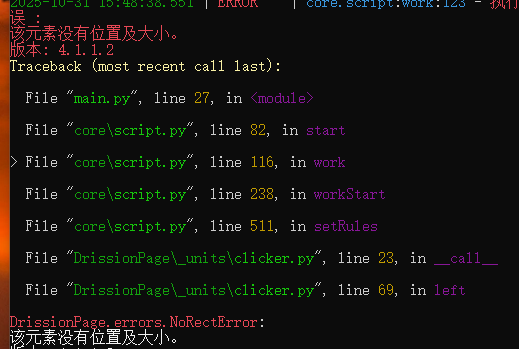 2025-10-31 15:48:38.551 | ERROR    | core.script:work:123 - 执行
误 :
该元素没有位置及大小。
版本: 4.1.1.2
Traceback (most recent call last):
File "main.py", line 27, in <module>
File "core\script.py", line 82, in start
> File "core\script.py", line 116, in work
File "core\script.py", line 238, in workStart
File "core\script.py", line 511, in setRules
File "DrissionPage\_units\clicker.py", line 23, in __call__
File "DrissionPage\_units\clicker.py", line 69, in left
DrissionPage.errors.NoRectError:
该元素没有位置及大小。